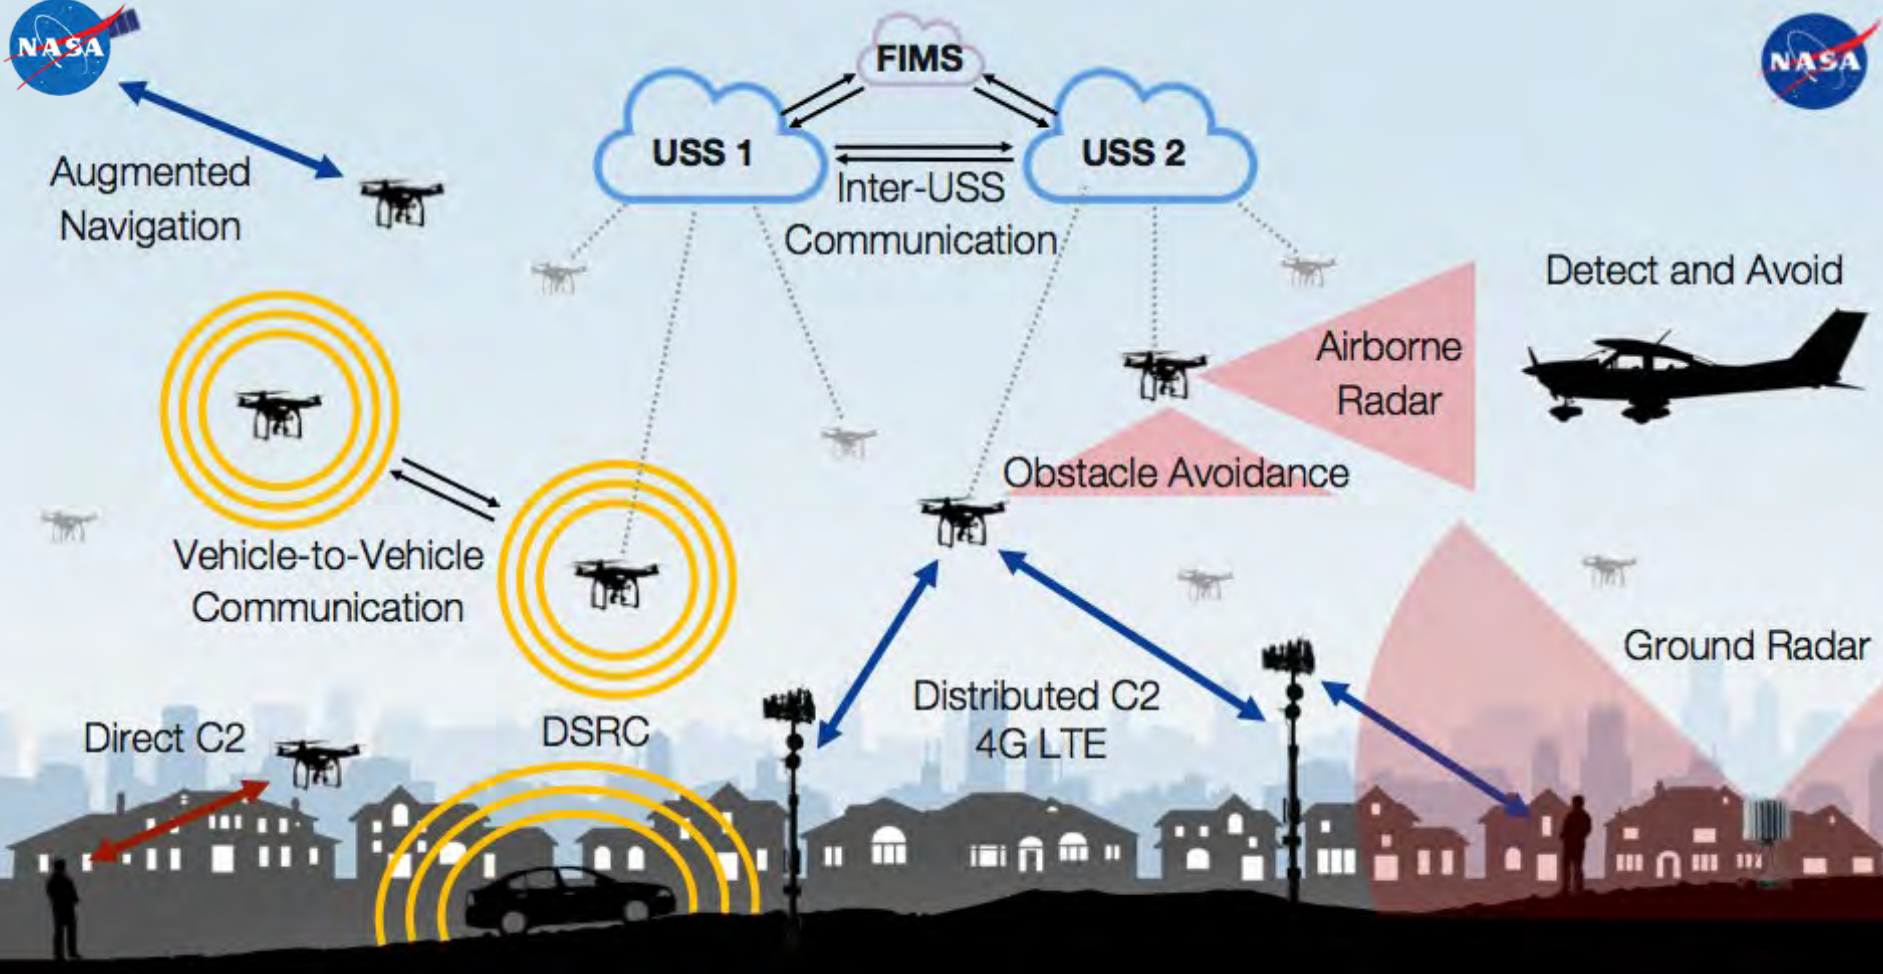 NASA
FIMS
NASA
USS 1
USS 2
Inter-USS
Communication
Augmented
Navigation
Detect and Avoid
Airborne
Radar
Obstacle Avoidance
Vehicle-to-Vehicle
Communication
Ground Radar
Distributed C2
4G LTE
Direct C2
DSRC